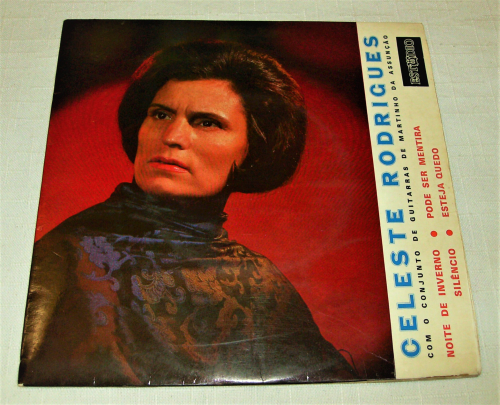 ESTÚDIO
CELESTE RODRIGUES
COM O CONJUNTO DE GUITARRAS DE MARTINHO DA ASSUNÇÃO
NOITE DE INVERNO ● PODE SER MENTIRA
SILÊNCIO ● ESTEJA QUEDO